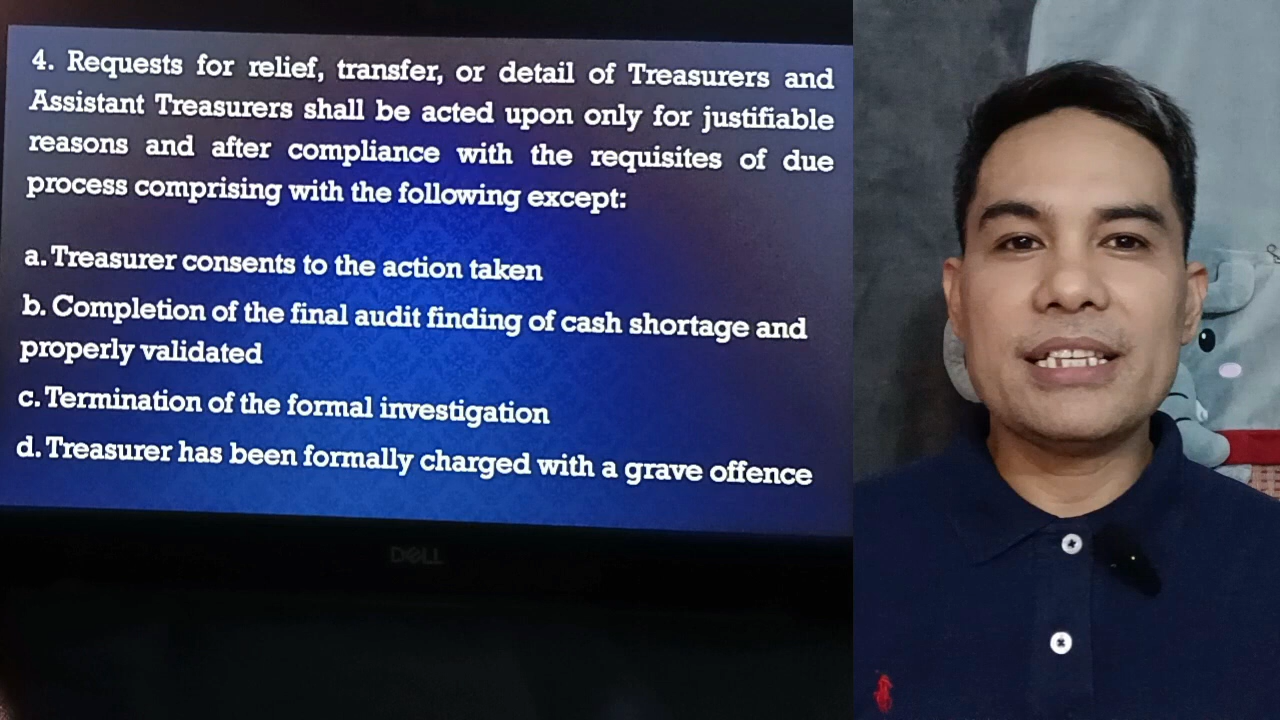 4. Requests for relief, transfer, or detail of Treasurers and
Assistant Treasurers shall be acted upon only for justifiable
reasons and after compliance with the requisites of due
process comprising with the following except:
a. Treasurer consents to the action taken
b. Completion of the final audit finding of cash shortage and
properly validated
c. Termination of the formal investigation
d. Treasurer has been formally charged with a grave offence
DELL